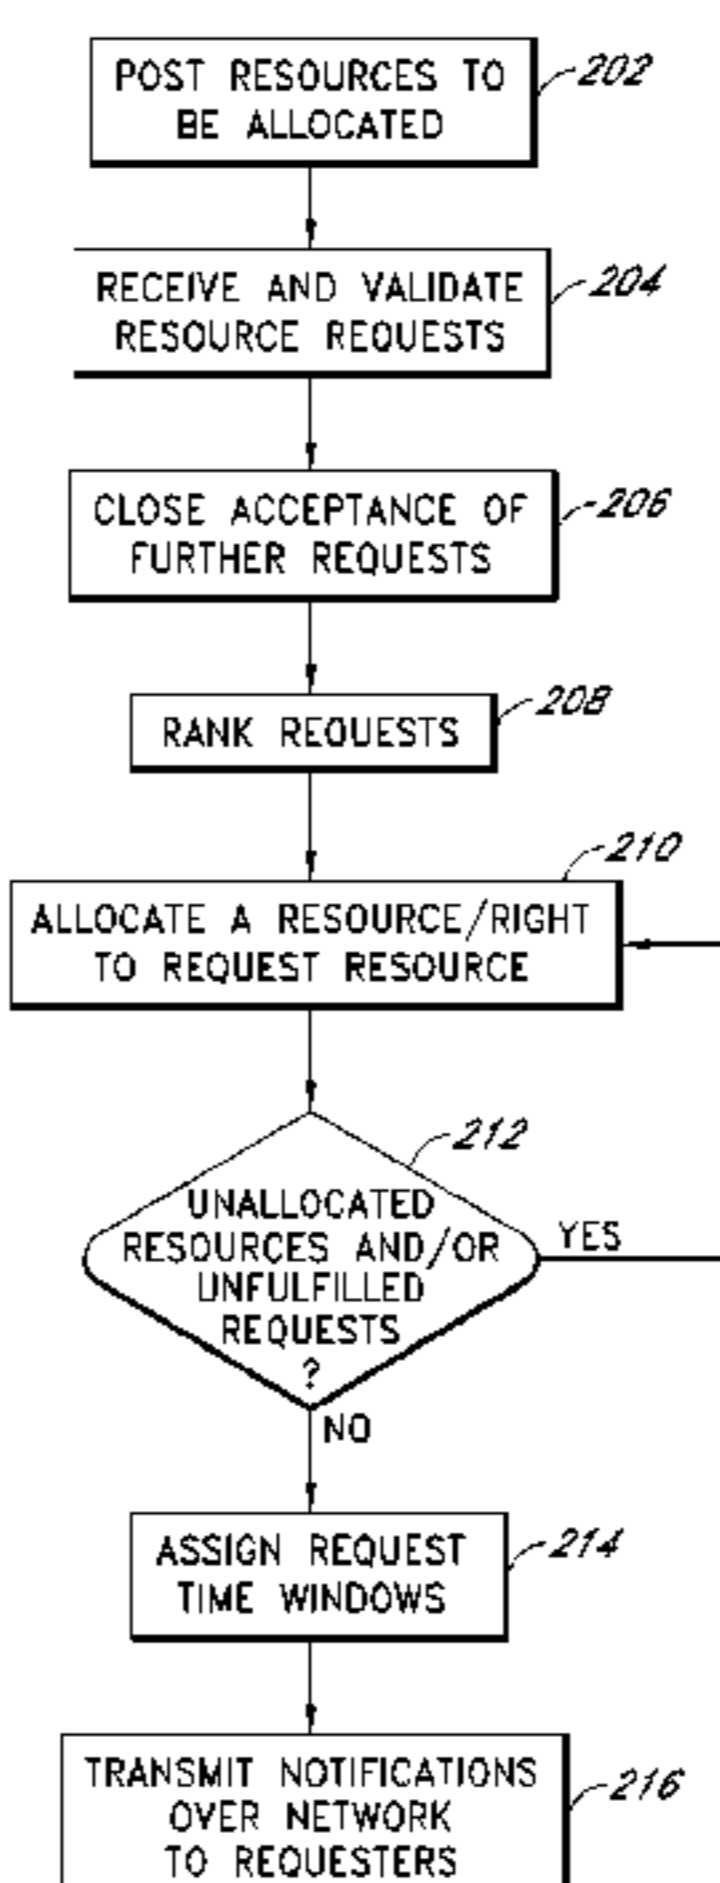 POST RESOURCES TO
BE ALLOCATED
202
RECEIVE AND VALIDATE
RESOURCE REQUESTS
204
CLOSE ACCEPTANCE OF
FURTHER REQUESTS
206
RANK REQUESTS
208
210
ALLOCATE A RESOURCE/RIGHT
TO REQUEST RESOURCE
212
UNALLOCATED
RESOURCES AND/OR
UNFULFILLED
REQUESTS
?
YES
NO
ASSIGN REQUEST
TIME WINDOWS
214
TRANSMIT NOTIFICATIONS
OVER NETWORK
TO REQUESTERS
216